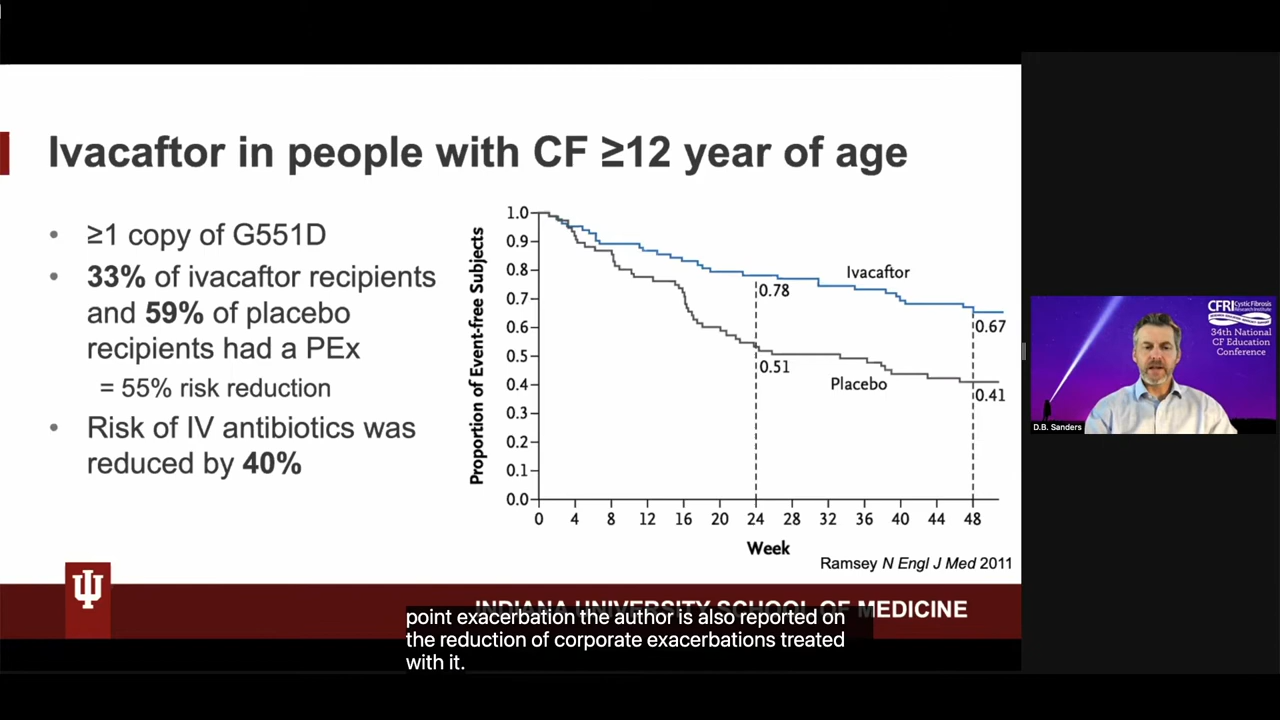 Ivacaftor in people with CF ≥12 year of age
• ≥1 copy of G551D
• 33% of ivacaftor recipients
and 59% of placebo
recipients had a PEx
= 55% risk reduction
• Risk of IV antibiotics was
reduced by 40%
Proportion of Event-free Subjects
1.0
0.9
0.8
0.7
0.6
0.5
0.4
0.3
0.2
0.1
0.0
Ivacaftor
0.78
0.67
0.51
Placebo
0.41
0 4 8 12 16 20 24 28 32 36 40 44 48
Week
Ramsey N Engl J Med 2011
INDIANA UNIVERSITY SCHOOL OF MEDICINE
point exacerbation the author is also reported on
the reduction of corporate exacerbations treated
with it.
CFRI Cystic Fibrosis
Research Institute
34th National
CF Education
Conference
D.B. Sanders